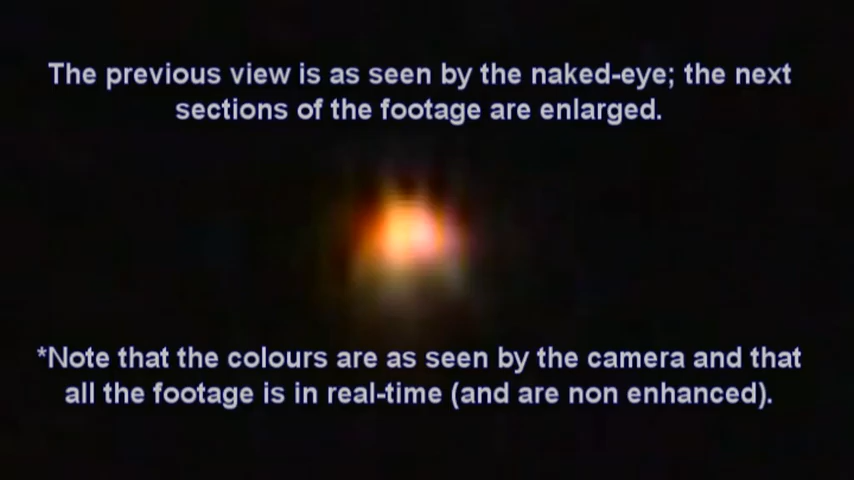 The previous view is as seen by the naked-eye; the next
sections of the footage are enlarged.
*Note that the colours are as seen by the camera and that
all the footage is in real-time (and are non enhanced).